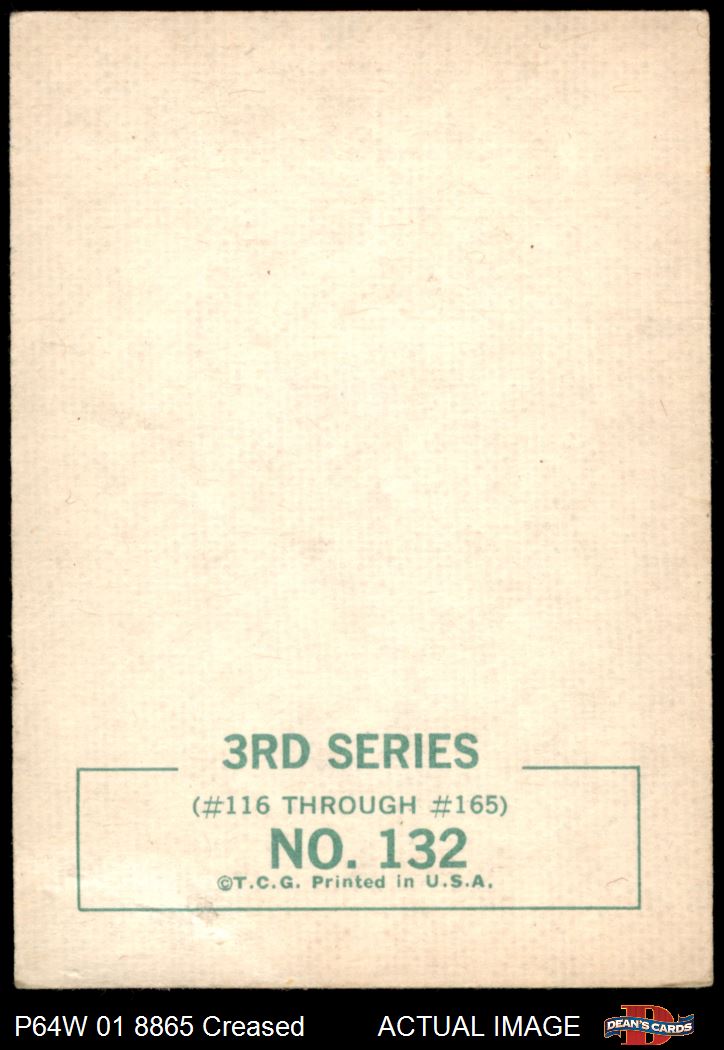 3RD SERIES
(#116 THROUGH #165)
NO. 132
©T.C.G. Printed in U.S.A.
P64W 01 8865 Creased
ACTUAL IMAGE
D
DEAN'S CARDS